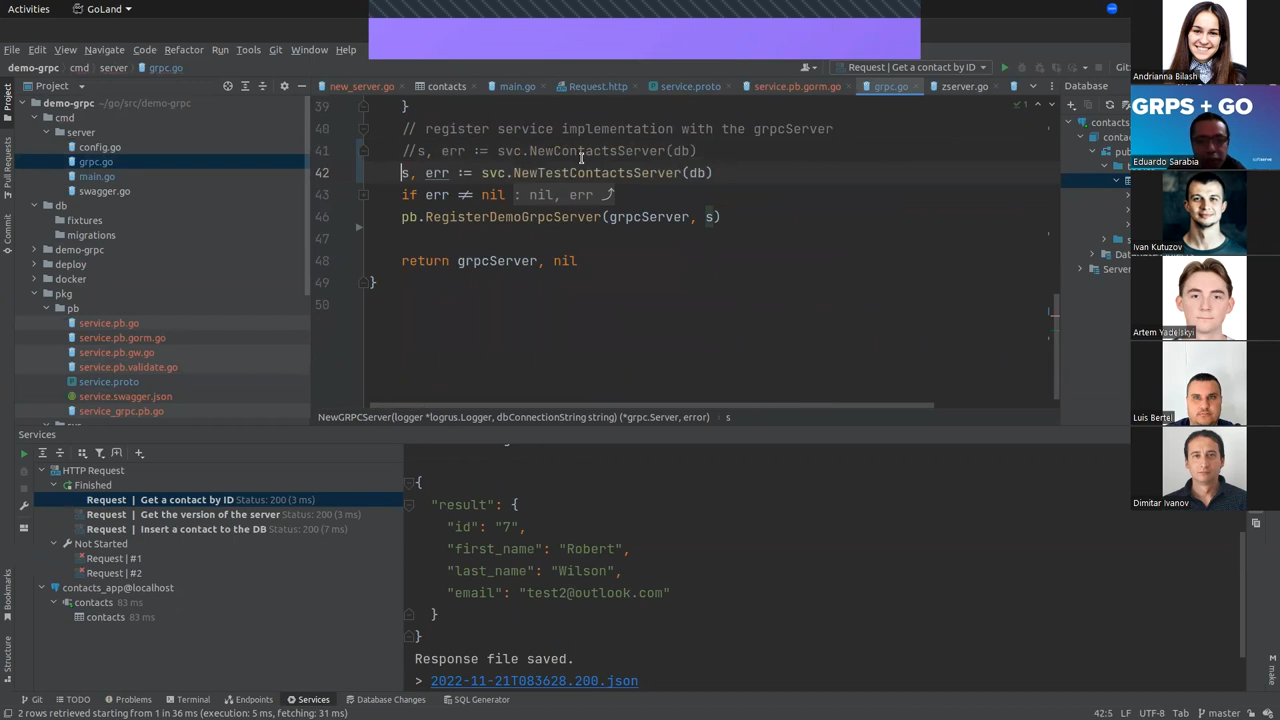 Activities GoLand
File Edit View Navigate Code Refactor Run Tools Git Window Help
demo-grpc cmd server grpc.go
Request | Get a contact by ID
Git:
Project
new_server.go contacts main.go Request.http service.proto service.pb.gorm.go grpc.go zserver.go
demo-grpc ~/go/src/demo-grpc
cmd
server
config.go
grpc.go
main.go
swagger.go
db
fixtures
migrations
demo-grpc
deploy
docker
pkg
pb
service.pb.go
service.pb.gorm.go
service.pb.gw.go
service.pb.validate.go
service.proto
service.swagger.json
service_grpc.pb.go
svc
Project
Pull Requests
Commit
Bookmarks
Structure
39 }
40 // register service implementation with the grpcServer
41 //s, err := svc.NewContactsServer(db)
42 s, err := svc.NewTestContactsServer(db)
43 if err ≠ nil : nil, err
46 pb.RegisterDemoGrpcServer(grpcServer, s)
47
48 return grpcServer, nil
49 }
50
1
NewGRPCServer(logger *logrus.Logger, dbConnectionString string) (*grpc.Server, error) s
Database
Make
Services
HTTP Request
Finished
Request | Get a contact by ID Status: 200 (3 ms)
Request | Get the version of the server Status: 200 (3 ms)
Request | Insert a contact to the DB Status: 200 (7 ms)
Not Started
Request | #1
Request | #2
contacts_app@localhost
contacts 83 ms
contacts 83 ms
{
"result": {
"id": "7",
"first_name": "Robert",
"last_name": "Wilson",
"email": "test2@outlook.com"
}
}
Response file saved.
> 2022-11-21T083628.200.json
Git TODO Problems Terminal Endpoints Services Database Changes SQL Generator
2 rows retrieved starting from 1 in 36 ms (execution: 5 ms, fetching: 31 ms)
42:5 LF UTF-8 Tab master
Andrianna Bilash
GRPS + GO
softserve
Eduardo Sarabia
Ivan Kutuzov
Artem Yadelskyi
Luis Bertel
Dimitar Ivanov